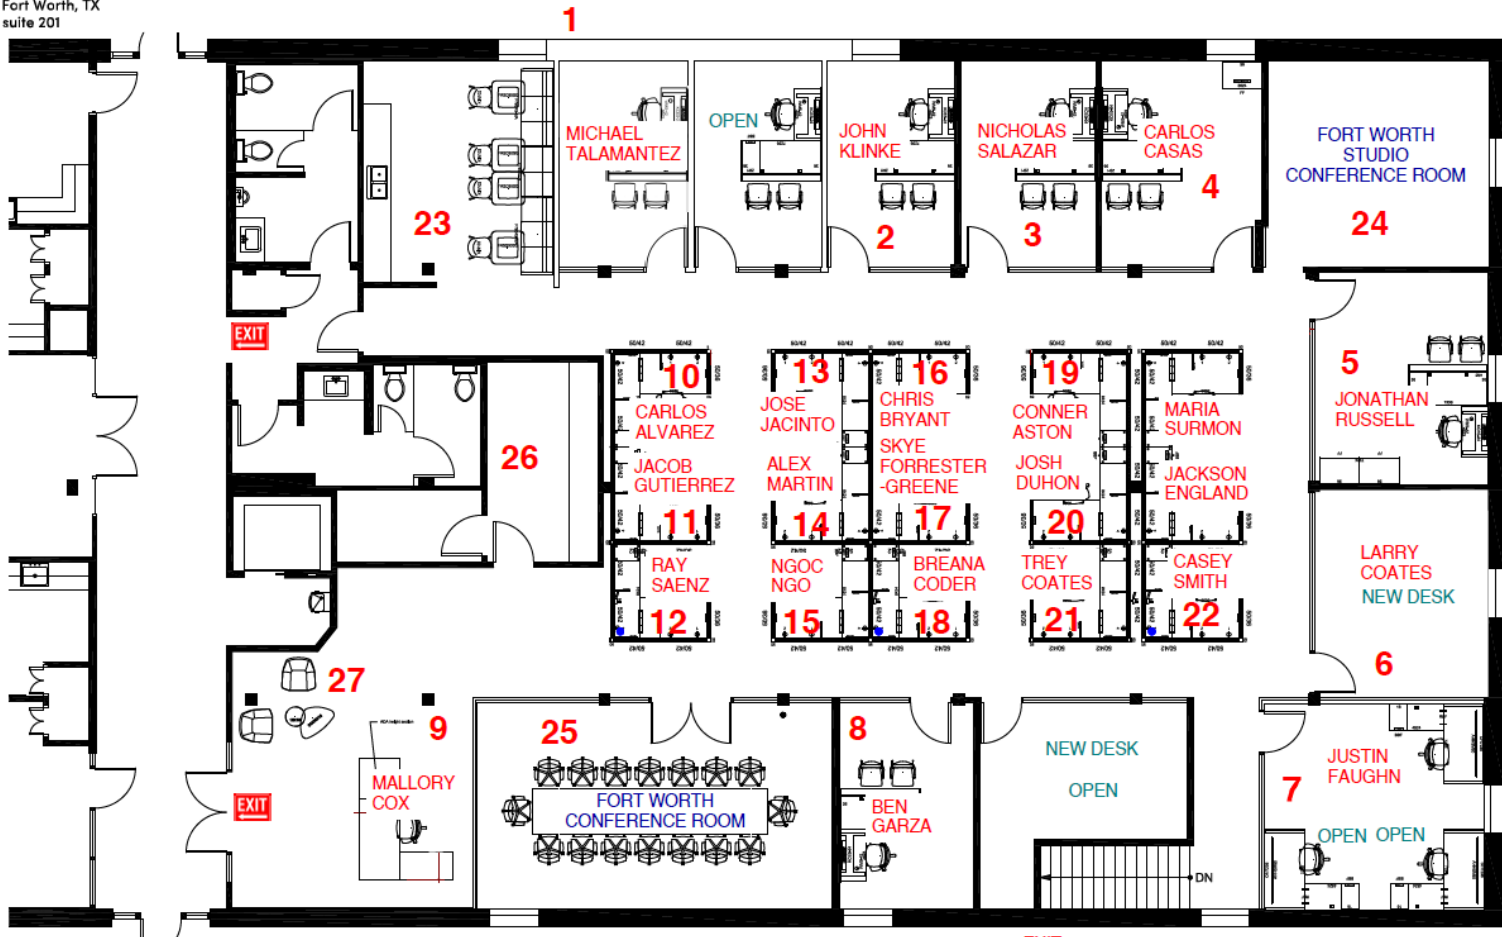 Fort Worth, TX
suite 201
1
MICHAEL
TALAMANTEZ
OPEN
JOHN
KLINKE
2
NICHOLAS
SALAZAR
3
CARLOS
CASAS
4
FORT WORTH
STUDIO
CONFERENCE ROOM
24
23
EXIT
5
JONATHAN
RUSSELL
10
CARLOS
ALVAREZ
JACOB
GUTIERREZ
11
RAY
SAENZ
12
13
JOSE
JACINTO
ALEX
MARTIN
14
NGOC
NGO
15
16
CHRIS
BRYANT
SKYE
FORRESTER
-GREENE
17
BREANA
CODER
18
19
CONNER
ASTON
JOSH
DUHON
20
TREY
COATES
21
MARIA
SURMON
JACKSON
ENGLAND
CASEY
SMITH
22
26
LARRY
COATES
NEW DESK
6
27
9
MALLORY
COX
EXIT
25
FORT WORTH
CONFERENCE ROOM
8
BEN
GARZA
NEW DESK
OPEN
DN
7
JUSTIN
FAUGHN
OPEN OPEN